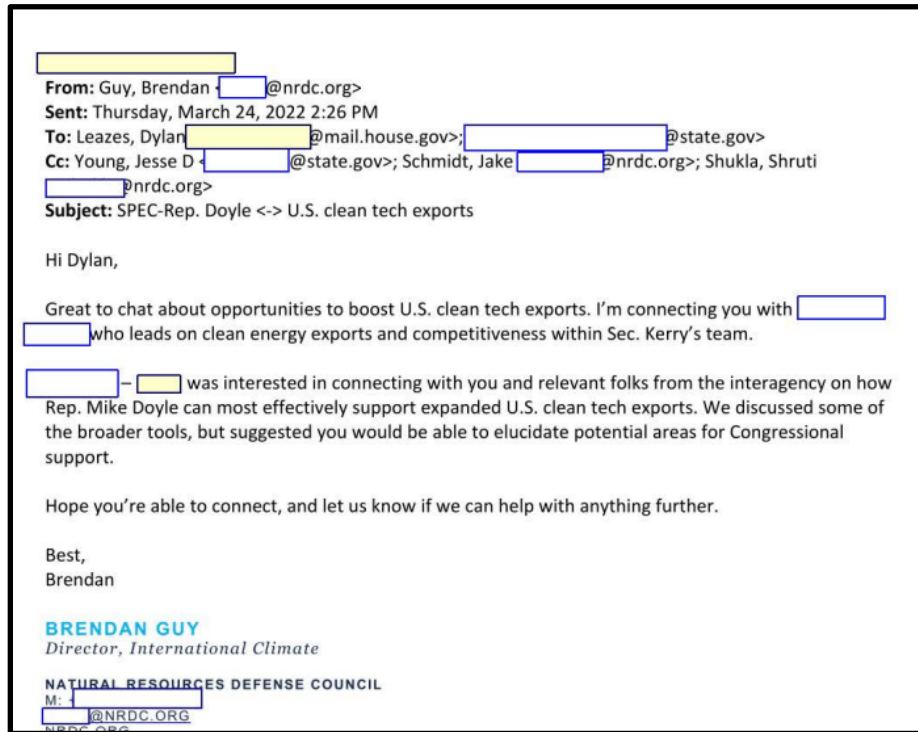 From: Guy, Brendan < @nrdc.org>
Sent: Thursday, March 24, 2022 2:26 PM
To: Leazes, Dylan @mail.house.gov>; @state.gov>
Cc: Young, Jesse D < @state.gov>; Schmidt, Jake @nrdc.org>; Shukla, Shruti
@nrdc.org>
Subject: SPEC-Rep. Doyle <-> U.S. clean tech exports
Hi Dylan,
Great to chat about opportunities to boost U.S. clean tech exports. I'm connecting you with
who leads on clean energy exports and competitiveness within Sec. Kerry's team.
– was interested in connecting with you and relevant folks from the interagency on how
Rep. Mike Doyle can most effectively support expanded U.S. clean tech exports. We discussed some of
the broader tools, but suggested you would be able to elucidate potential areas for Congressional
support.
Hope you're able to connect, and let us know if we can help with anything further.
Best,
Brendan
BRENDAN GUY
Director, International Climate
NATURAL RESOURCES DEFENSE COUNCIL
M:
@NRDC.ORG
NRDC.ORG